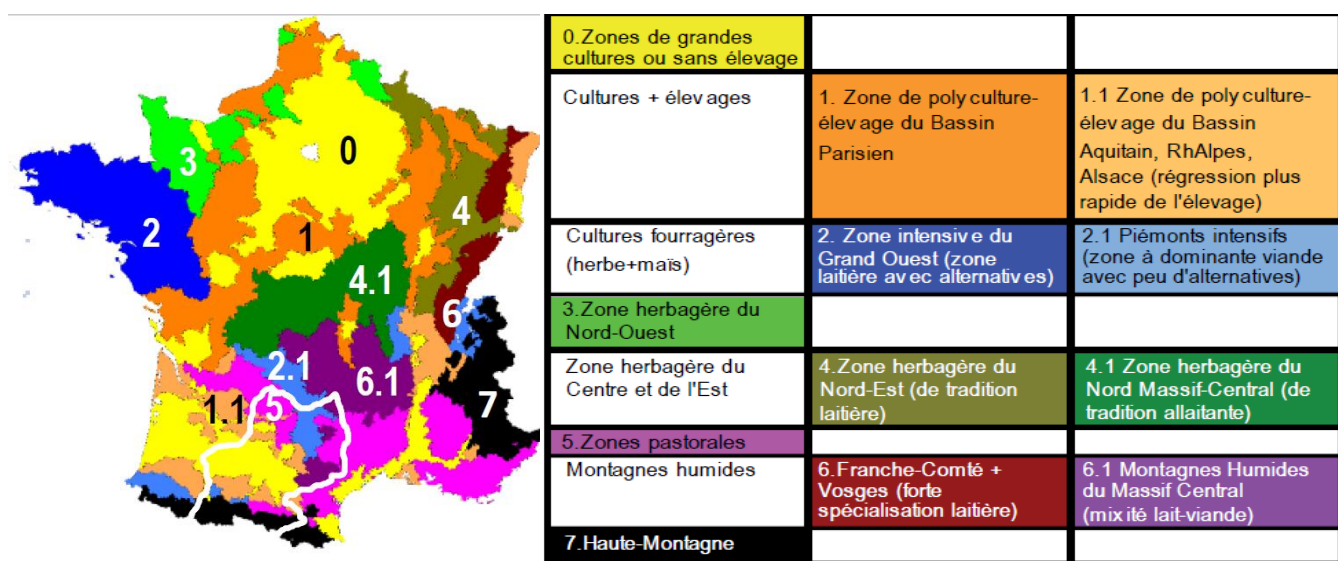 0
3
2
4
1
4.1
6
2.1
6.1
7
1.1
5
0.Zones de grandes
cultures ou sans élevage
Cultures + élevages
1. Zone de polyculture-
élevage du Bassin
Parisien
1.1 Zone de polyculture-
élevage du Bassin
Aquitain, RhAlpes,
Alsace (régression plus
rapide de l'élevage)
Cultures fourragères
(herbe+maïs)
2. Zone intensive du
Grand Ouest (zone
laitière avec alternatives)
2.1 Piémonts intensifs
(zone à dominante viande
avec peu d'alternatives)
3.Zone herbagère du
Nord-Ouest
Zone herbagère du
Centre et de l'Est
4.Zone herbagère du
Nord-Est (de tradition
laitière)
4.1 Zone herbagère du
Nord Massif-Central (de
tradition allaitante)
5.Zones pastorales
Montagnes humides
6.Franche-Comté +
Vosges (forte
spécialisation laitière)
6.1 Montagnes Humides
du Massif Central
(mixité lait-viande)
7.Haute-Montagne